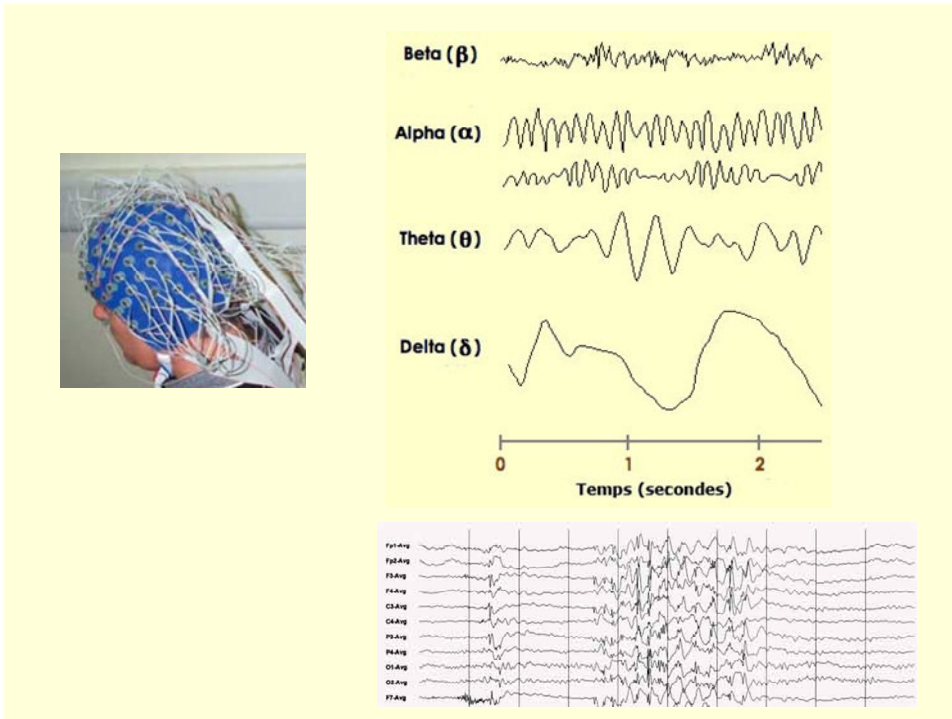 Beta (β)
Alpha (α)
Theta (θ)
Delta (δ)
0 1 2
Temps (secondes)
Fp1-Avg
Fp2-Avg
F3-Avg
F4-Avg
C3-Avg
C4-Avg
P3-Avg
P4-Avg
O1-Avg
O2-Avg
F7-Avg